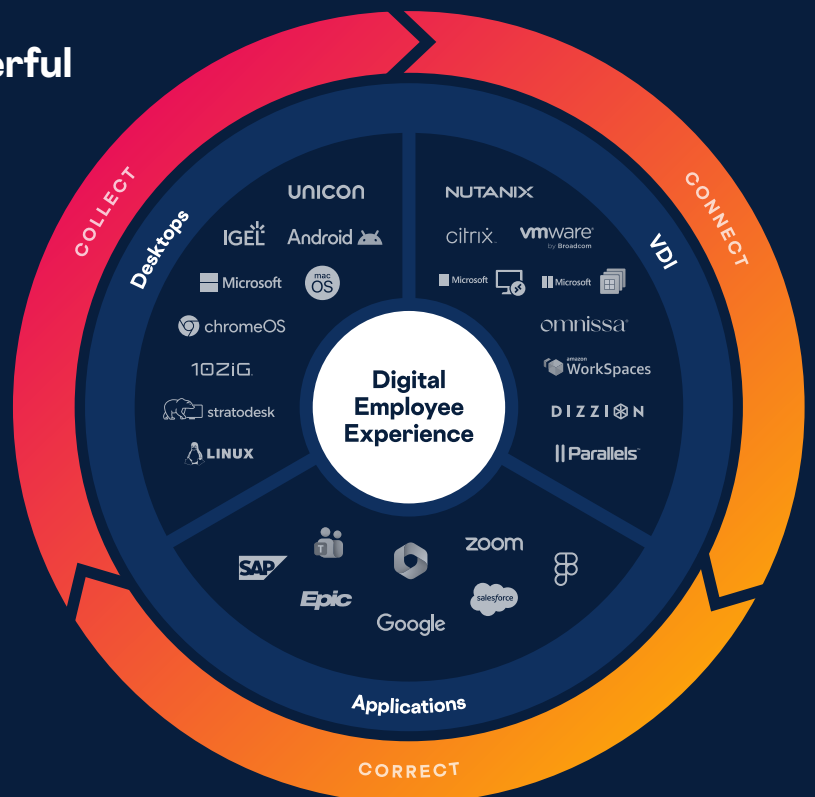 erful
COLLECT
CONNECT
CORRECT
Desktops
UNICON
IGEL Android
Microsoft mac OS
chromeOS
10ZiG
stratodesk
LINUX
VDI
NUTANIX
citrix vmware
by Broadcom
Microsoft Microsoft
omnissa
amazon
WorkSpaces
DIZZION
Parallels
Digital
Employee
Experience
T
zoom
SAP
Epic
salesforce
Google
Applications